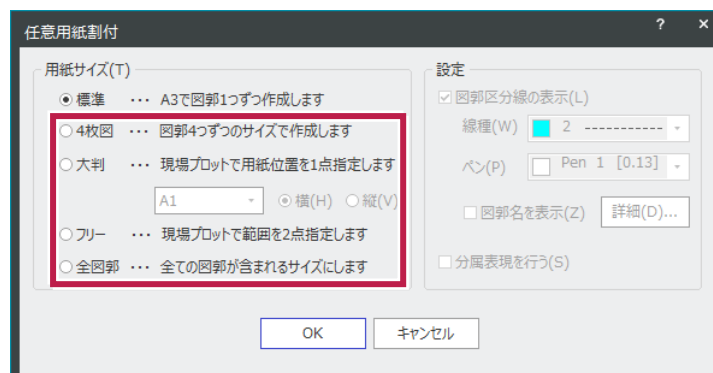 任意用紙割付
? ×
用紙サイズ(T)
標準 ・・・ A3で図郭1つずつ作成します
4枚図 ・・・ 図郭4つずつのサイズで作成します
大判 ・・・ 現場プロットで用紙位置を1点指定します
A1 横(H) 縦(V)
フリー ・・・ 現場プロットで範囲を2点指定します
全図郭 ・・・ 全ての図郭が含まれるサイズにします
設定
図郭区分線の表示(L)
線種(W) 2 -----------
ペン(P) Pen 1 [0.13]
図郭名を表示(Z) 詳細(D)...
分属表現を行う(S)
OK キャンセル